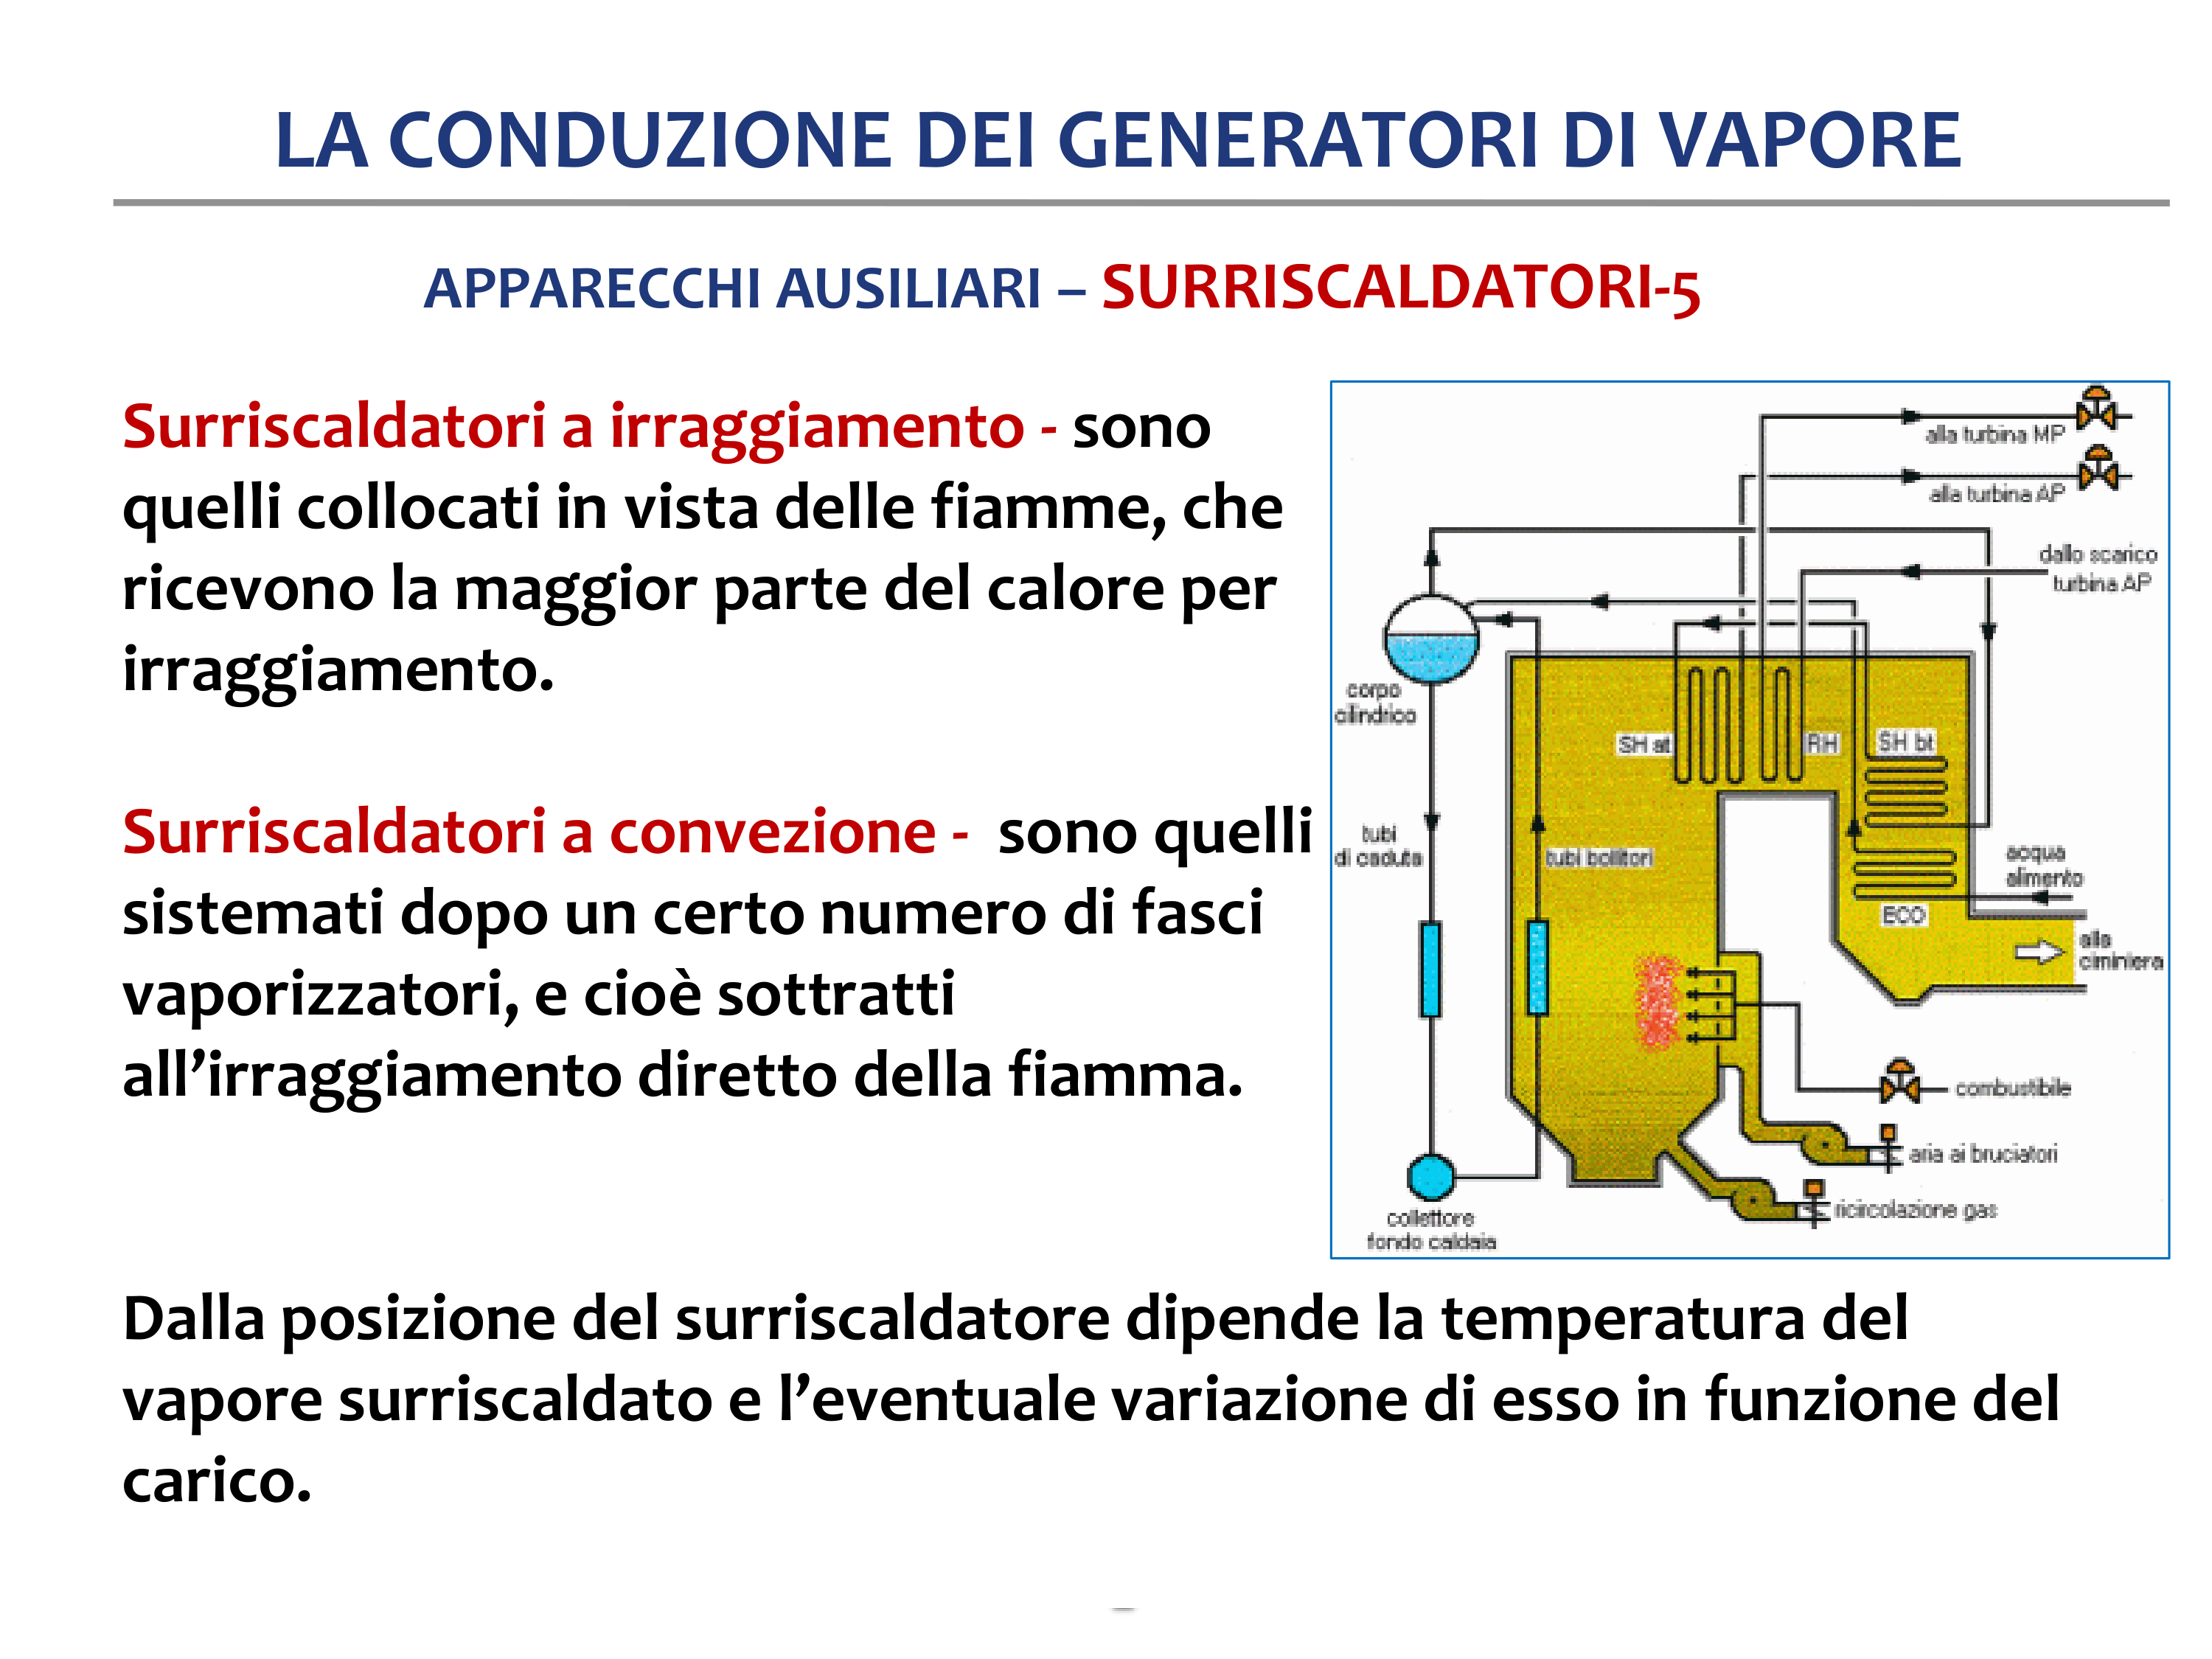 LA CONDUZIONE DEI GENERATORI DI VAPORE
APPARECCHI AUSILIARI – SURRISCALDATORI-5
Surriscaldatori a irraggiamento - sono
quelli collocati in vista delle fiamme, che
ricevono la maggior parte del calore per
irraggiamento.
Surriscaldatori a convezione - sono quelli
sistemati dopo un certo numero di fasci
vaporizzatori, e cioè sottratti
all’irraggiamento diretto della fiamma.
Dalla posizione del surriscaldatore dipende la temperatura del
vapore surriscaldato e l’eventuale variazione di esso in funzione del
carico.
alla turbina MP
alla turbina AP
dallo scarico
turbina AP
corpo
cilindrico
SH at
RH
SH bt
tubi
di caduta
tubi bollitori
acqua
alimento
ECO
alla
ciminiera
combustibile
aria ai bruciatori
ricircolazione gas
collettore
fondo caldaia